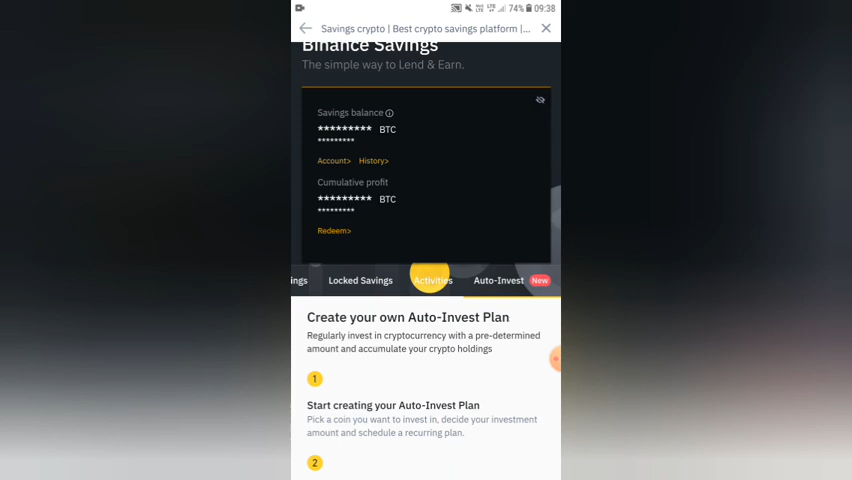 74% 09:38
Savings crypto | Best crypto savings platform |...
Binance Savings
The simple way to Lend & Earn.
Savings balance
********* BTC
*********
Account> History>
Cumulative profit
********* BTC
*********
Redeem>
ings Locked Savings Activities Auto-Invest New
Create your own Auto-Invest Plan
Regularly invest in cryptocurrency with a pre-determined
amount and accumulate your crypto holdings
1
Start creating your Auto-Invest Plan
Pick a coin you want to invest in, decide your investment
amount and schedule a recurring plan.
2